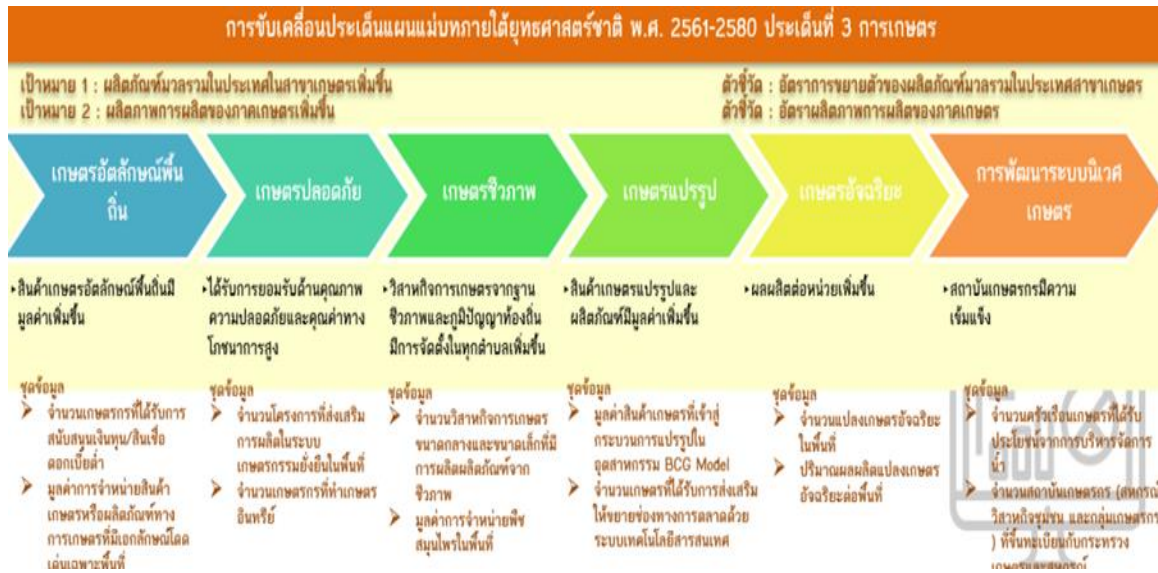 การขับเคลื่อนประเด็นแผนแม่บทภายใต้ยุทธศาสตร์ชาติ พ.ศ. 2561-2580 ประเด็นที่ 3 การเกษตร
เป้าหมาย 1 : ผลิตภัณฑ์มวลรวมในประเทศในสาขาเกษตรเพิ่มขึ้น
เป้าหมาย 2 : ผลิตภาพการผลิตของภาคเกษตรเพิ่มขึ้น
ตัวชี้วัด : อัตราการขยายตัวของผลิตภัณฑ์มวลรวมในประเทศสาขาเกษตร
ตัวชี้วัด : อัตราผลิตภาพการผลิตของภาคเกษตร
เกษตรอัตลักษณ์พื้น
ถิ่น
เกษตรปลอดภัย
เกษตรชีวภาพ
เกษตรแปรรูป
เกษตรอัจฉริยะ
การพัฒนาระบบนิเวศ
เกษตร
‣สินค้าเกษตรอัตลักษณ์พื้นถิ่นมี
มูลค่าเพิ่มขึ้น
‣ได้รับการยอมรับด้านคุณภาพ
ความปลอดภัยและคุณค่าทาง
โภชนาการสูง
‣วิสาหกิจการเกษตรจากฐาน
ชีวภาพและภูมิปัญญาท้องถิ่น
มีการจัดตั้งในทุกตำบลเพิ่มขึ้น
‣สินค้าเกษตรแปรรูปและ
ผลิตภัณฑ์มีมูลค่าเพิ่มขึ้น
‣ผลผลิตต่อหน่วยเพิ่มขึ้น
‣สถาบันเกษตรกรมีความ
เข้มแข็ง
ชุดข้อมูล
➢ จำนวนเกษตรกรที่ได้รับการ
สนับสนุนเงินทุน/สินเชื่อ
ดอกเบี้ยต่ำ
➢ มูลค่าการจำหน่ายสินค้า
เกษตรหรือผลิตภัณฑ์ทาง
การเกษตรที่มีเอกลักษณ์โดด
เด่นเฉพาะพื้นที่
ชุดข้อมูล
➢ จำนวนโครงการที่ส่งเสริม
การผลิตในระบบ
เกษตรกรรมยั่งยืนในพื้นที่
➢ จำนวนเกษตรกรที่ทำเกษตร
อินทรีย์
ชุดข้อมูล
➢ จำนวนวิสาหกิจการเกษตร
ขนาดกลางและขนาดเล็กที่มี
การผลิตผลิตภัณฑ์จาก
ชีวภาพ
➢ มูลค่าการจำหน่ายพืช
สมุนไพรในพื้นที่
ชุดข้อมูล
➢ มูลค่าสินค้าเกษตรที่เข้าสู่
กระบวนการแปรรูปใน
อุตสาหกรรม BCG Model
➢ จำนวนเกษตรที่ได้รับการส่งเสริม
ให้ขยายช่องทางการตลาดด้วย
ระบบเทคโนโลยีสารสนเทศ
ชุดข้อมูล
➢ จำนวนแปลงเกษตรอัจฉริยะ
ในพื้นที่
➢ ปริมาณผลผลิตแปลงเกษตร
อัจฉริยะต่อพื้นที่
ชุดข้อมูล
➢ จำนวนครัวเรือนเกษตรที่ได้รับ
ประโยชน์จากการบริหารจัดการ
น้ำ
➢ จำนวนสถาบันเกษตรกร (สหกรณ์
วิสาหกิจชุมชน และกลุ่มเกษตรกร
) ที่ขึ้นทะเบียนกับกระทรวง
เกษตรและสหกรณ์